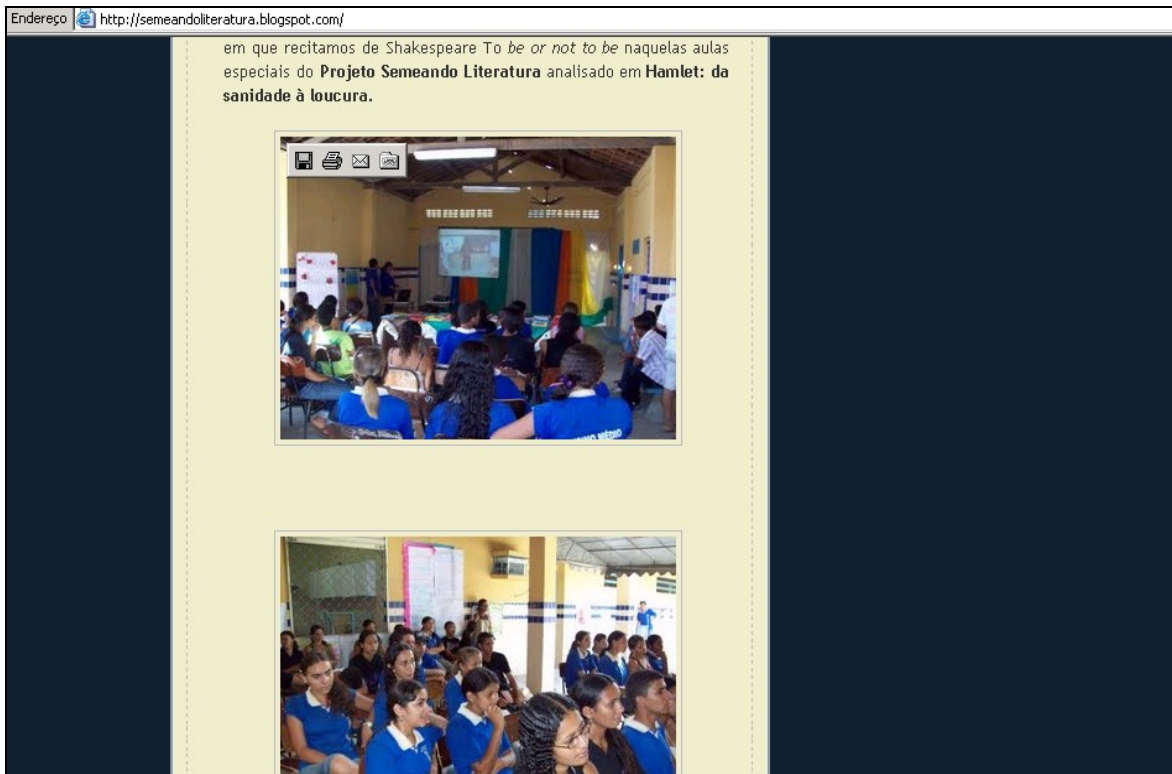 Endereço http://semeandoliteratura.blogspot.com/
em que recitamos de Shakespeare To be or not to be naquelas aulas
especiais do Projeto Semeando Literatura analisado em Hamlet: da
sanidade à loucura.
MÉDIO